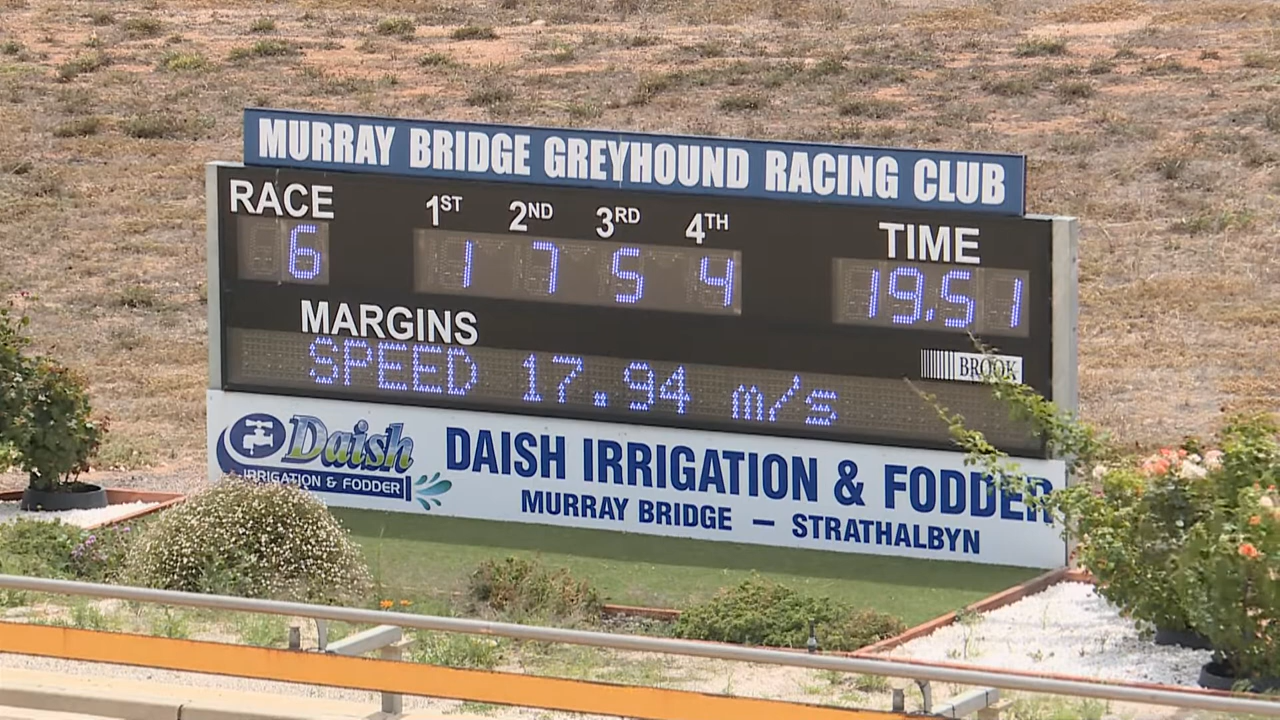 MURRAY BRIDGE GREYHOUND RACING CLUB
RACE 1ST 2ND 3RD 4TH TIME
6 1 7 5 4 19.51
MARGINS
BROOK
SPEED 17.94 m/s
Daish
IRRIGATION & FODDER
DAISH IRRIGATION & FODDER
MURRAY BRIDGE – STRATHALBYN